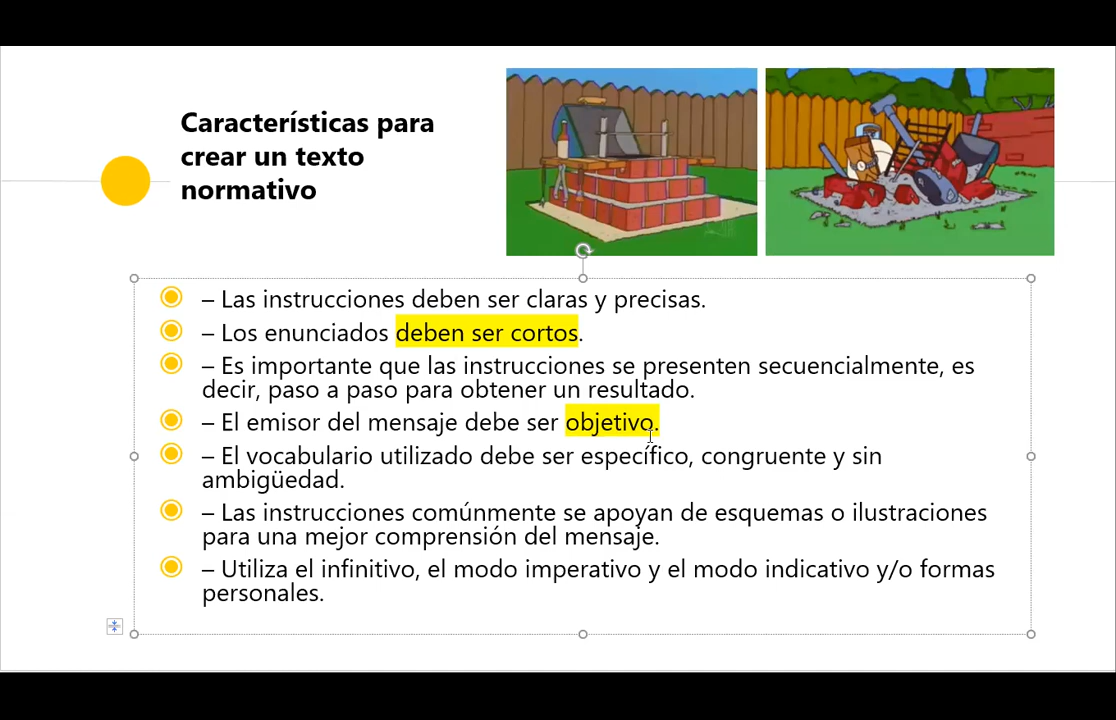 Características para
crear un texto
normativo
– Las instrucciones deben ser claras y precisas.
– Los enunciados deben ser cortos.
– Es importante que las instrucciones se presenten secuencialmente, es
decir, paso a paso para obtener un resultado.
– El emisor del mensaje debe ser objetivo.
– El vocabulario utilizado debe ser específico, congruente y sin
ambigüedad.
– Las instrucciones comúnmente se apoyan de esquemas o ilustraciones
para una mejor comprensión del mensaje.
– Utiliza el infinitivo, el modo imperativo y el modo indicativo y/o formas
personales.